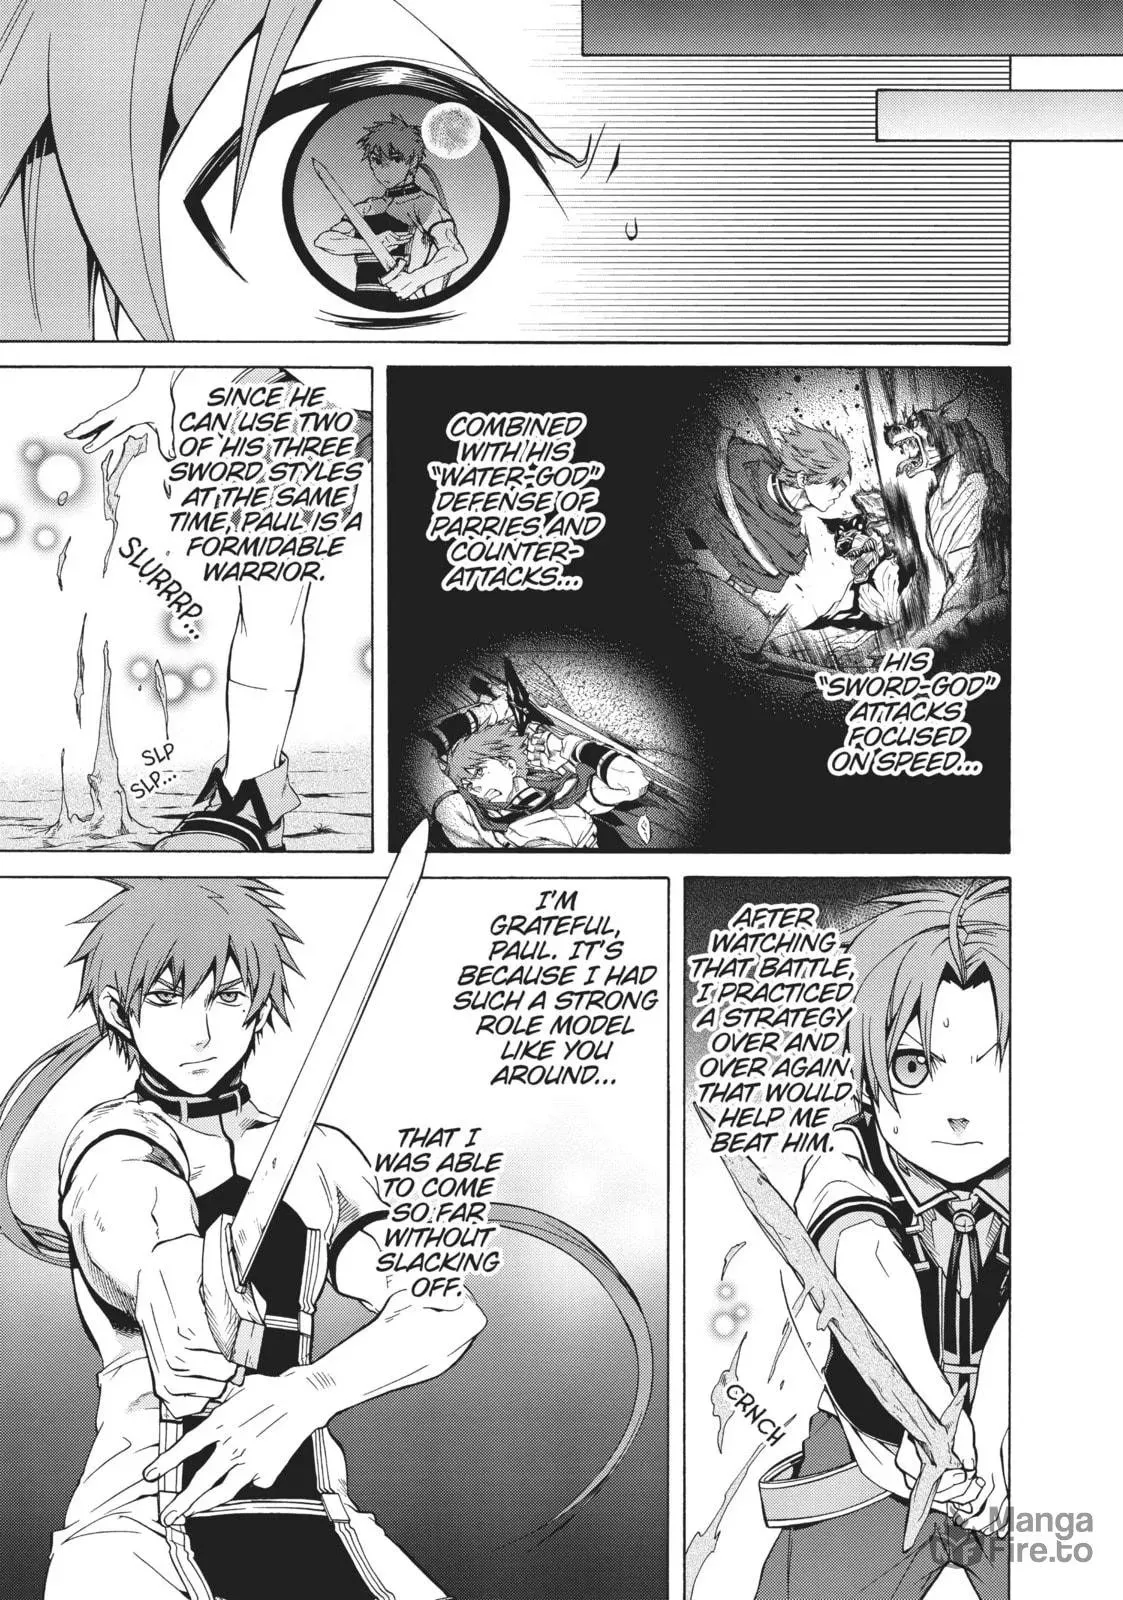 HIS
"SWORD-GOD"
ATTACKS
FOCUSED
ON SPEED...
COMBINED
WITH HIS
"WATER-GOD"
DEFENSE OF
PARRIES AND
COUNTER-
ATTACKS...
SINCE HE
CAN USE TWO
OF HIS THREE
SWORD STYLES
AT THE SAME
TIME, PAUL IS A
FORMIDABLE
WARRIOR.
SLURRRP...
SLP
SLP...
AFTER
WATCHING
THAT BATTLE,
I PRACTICED
A STRATEGY
OVER AND
OVER AGAIN
THAT WOULD
HELP ME
BEAT HIM.
CRNCH
I'M
GRATEFUL,
PAUL. IT'S
BECAUSE I HAD
SUCH A STRONG
ROLE MODEL
LIKE YOU
AROUND...
THAT I
WAS ABLE
TO COME
SO FAR
WITHOUT
SLACKING
OFF.
Manga
Fire.to